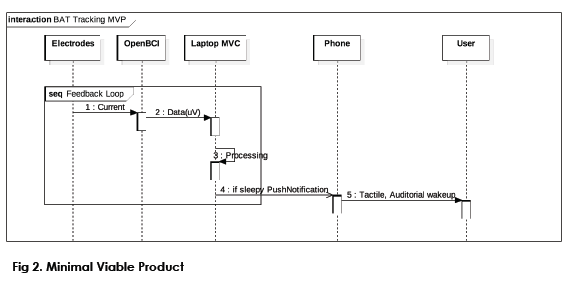 interaction BAT Tracking MVP
Electrodes OpenBCI Laptop MVC Phone User
seq Feedback Loop
1 : Current
2 : Data(uV)
3 : Processing
4 : if sleepy PushNotification
5 : Tactile, Auditorial wakeup
Fig 2. Minimal Viable Product